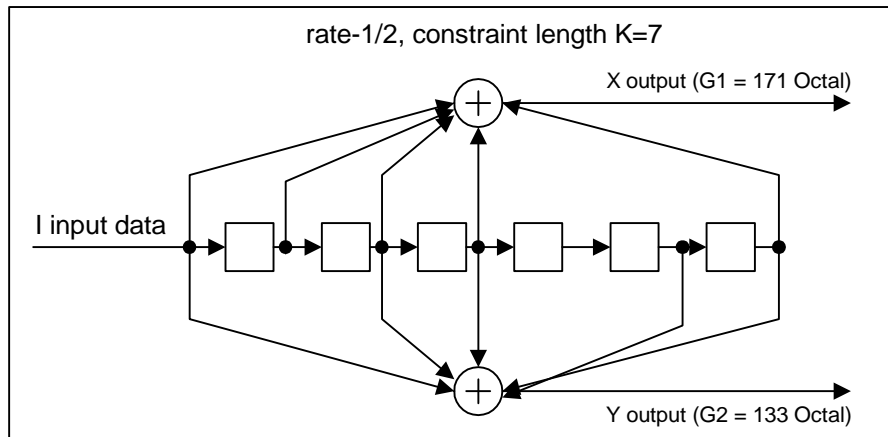 rate-1/2, constraint length K=7
X output (G1 = 171 Octal)
I input data
Y output (G2 = 133 Octal)